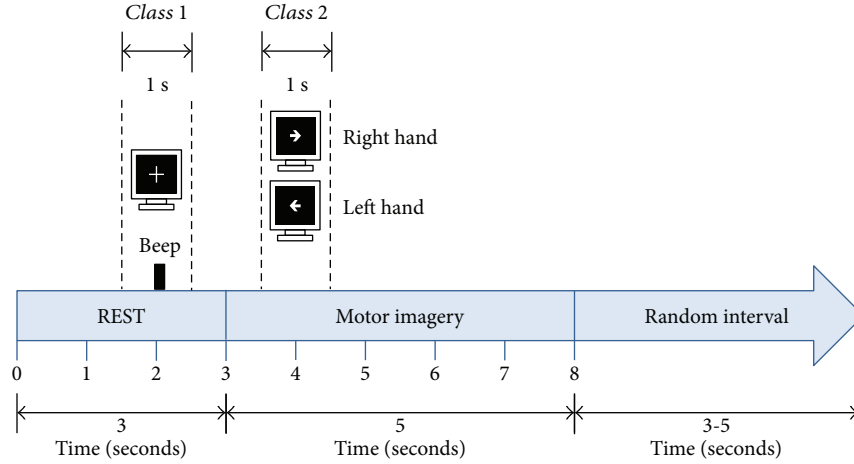 Class 1
Class 2
1 s
1 s
Right hand
Left hand
Beep
REST
Motor imagery
Random interval
0 1 2 3 4 5 6 7 8
3
5
3-5
Time (seconds)
Time (seconds)
Time (seconds)